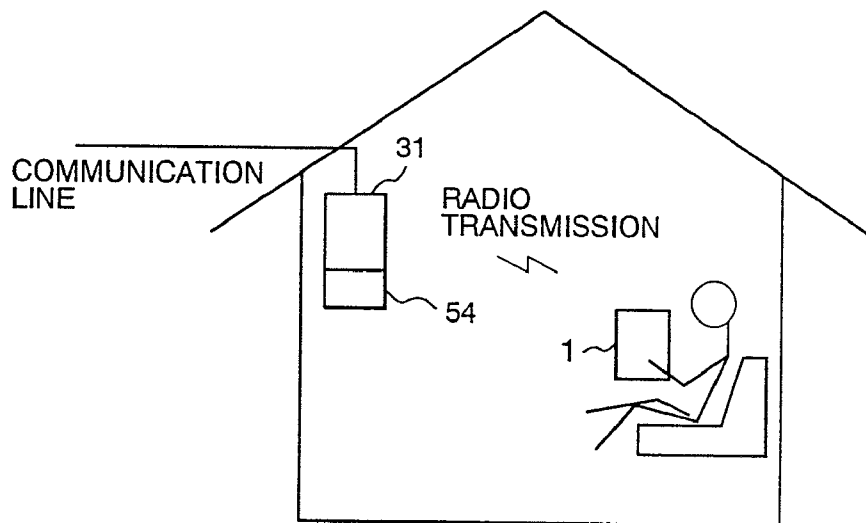 COMMUNICATION
LINE
31
RADIO
TRANSMISSION
54
1